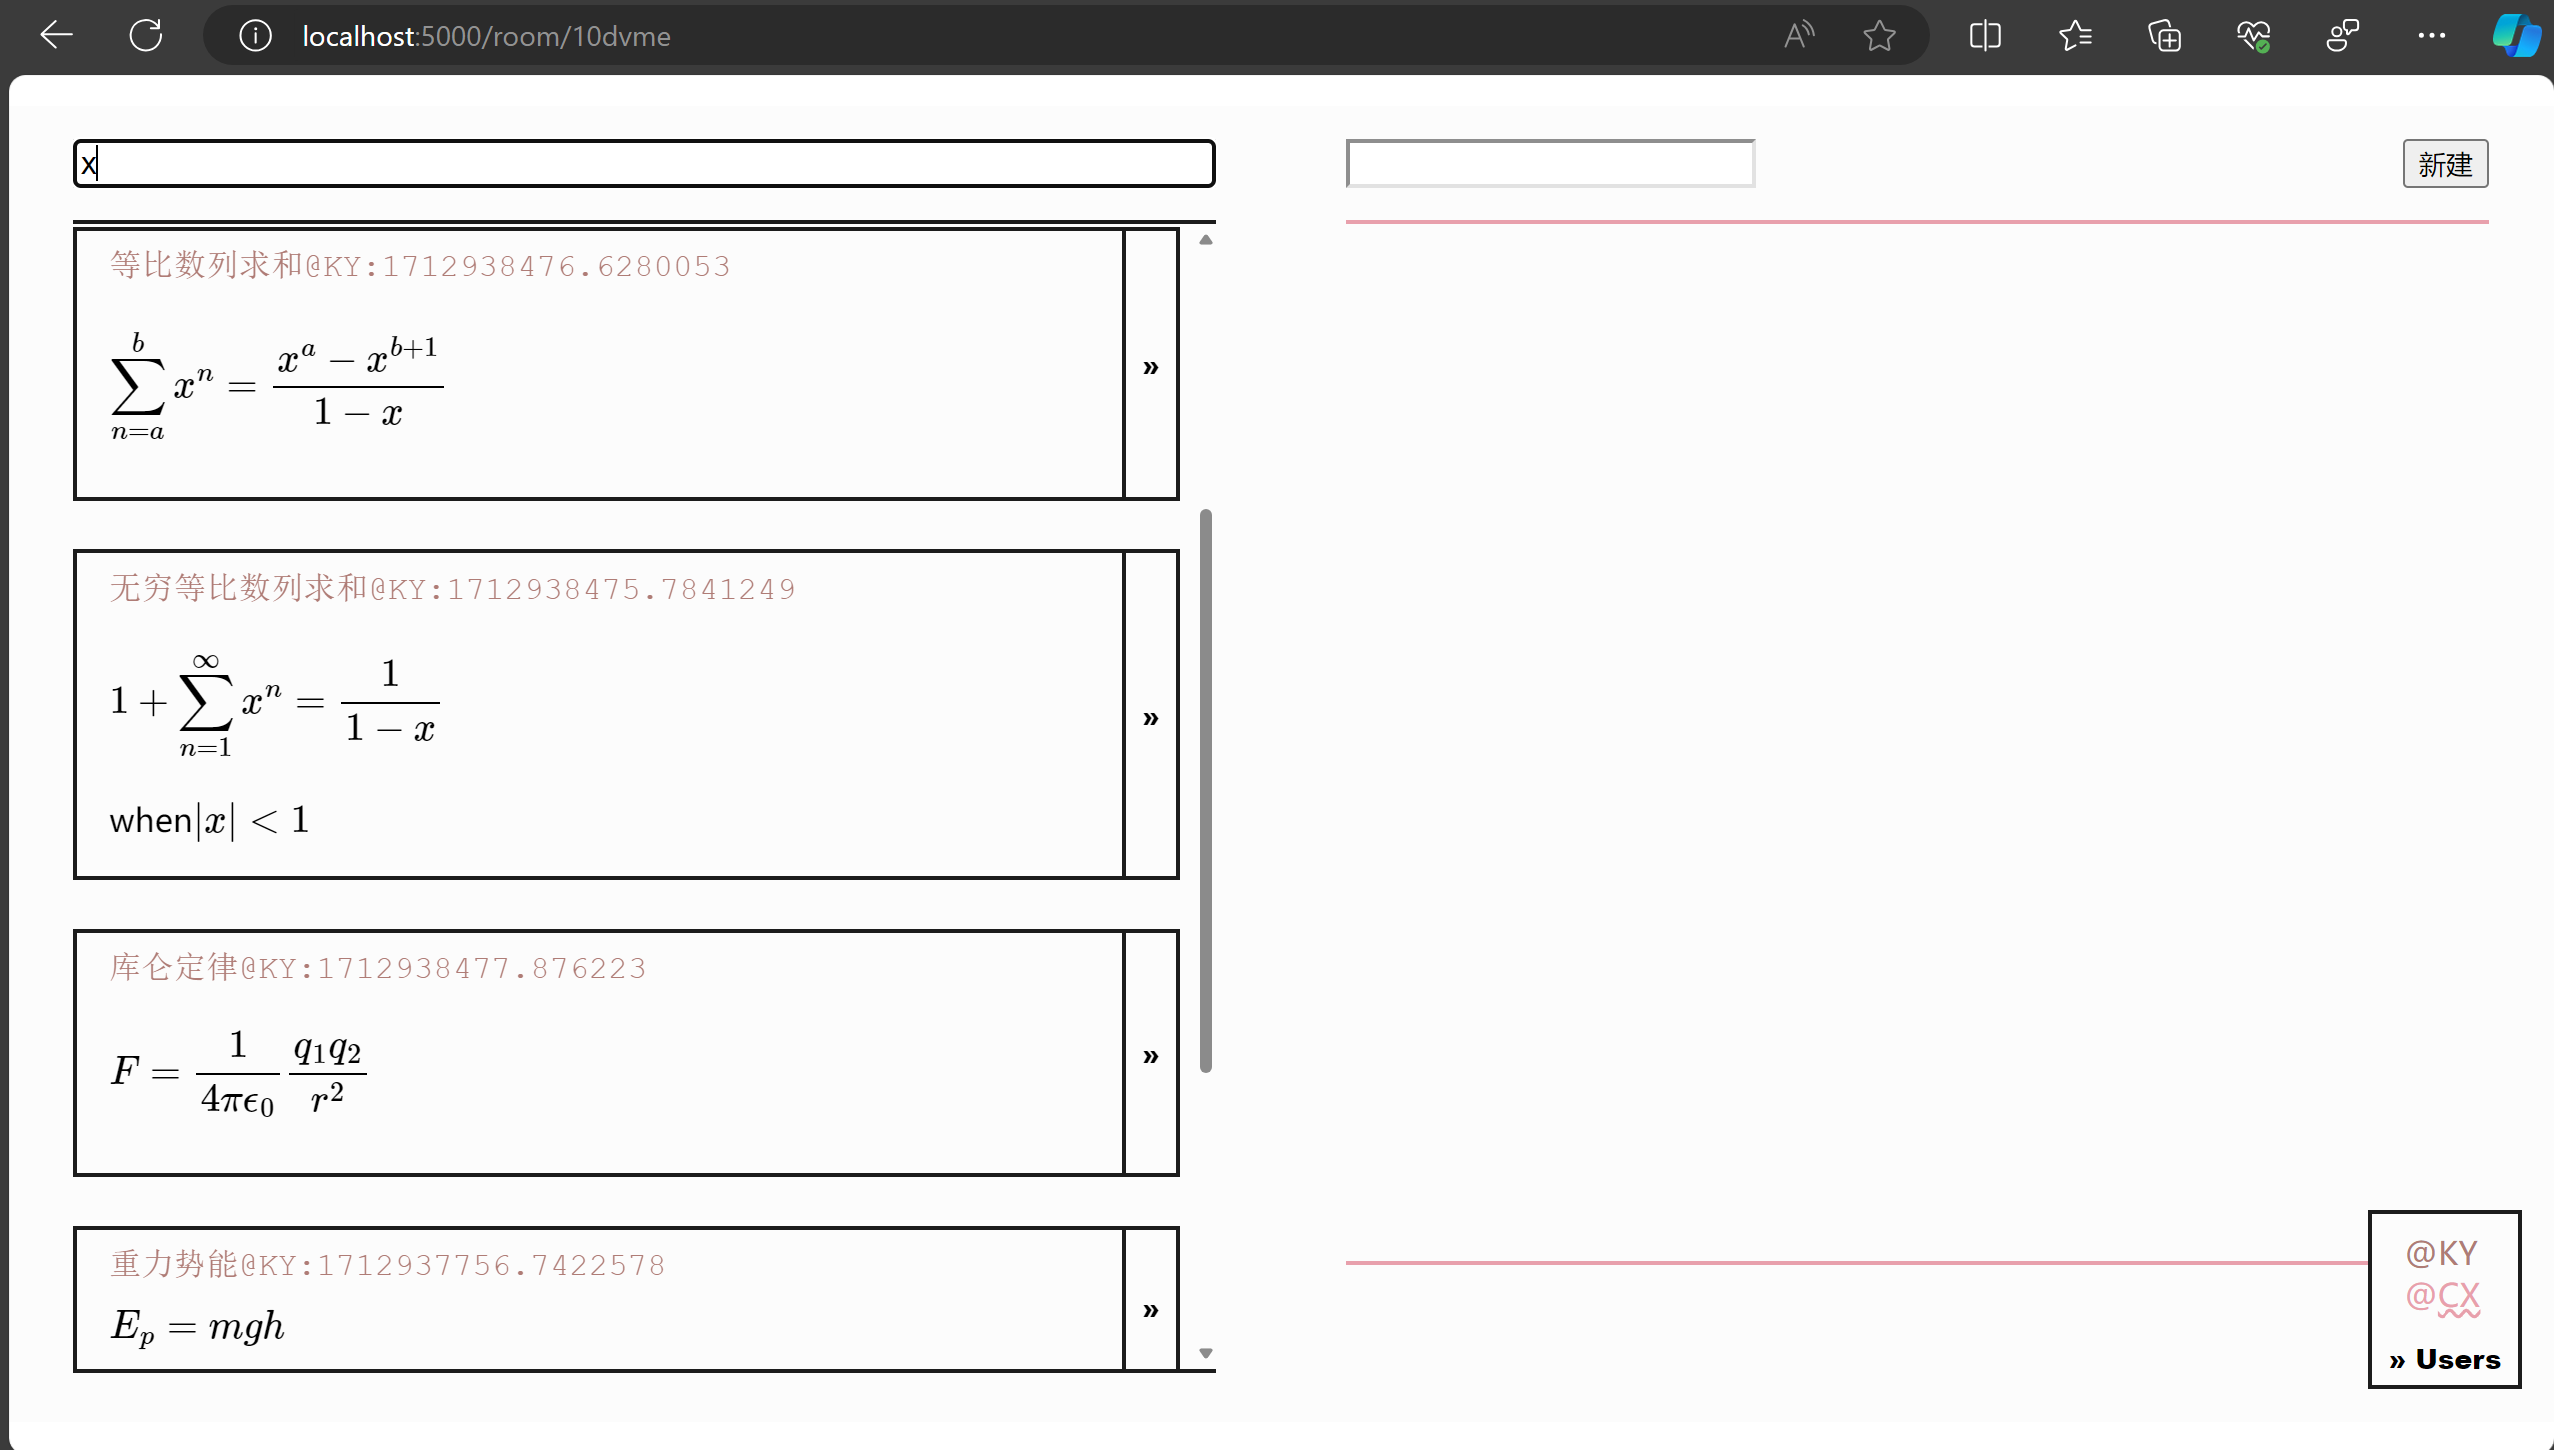 localhost:5000/room/10dvme
x
新建
等比数列求和@KY:1712938476.6280053
\sum_{n=a}^{b} x^n = \frac{x^a - x^{b+1}}{1 - x}
»
无穷等比数列求和@KY:1712938475.7841249
1 + \sum_{n=1}^{\infty} x^n = \frac{1}{1 - x}
»
when|x| < 1
库仑定律@KY:1712938477.876223
F = \frac{1}{4\pi\epsilon_0} \frac{q_1 q_2}{r^2}
»
重力势能@KY:1712937756.7422578
E_p = mgh
»
@KY
@CX
» Users